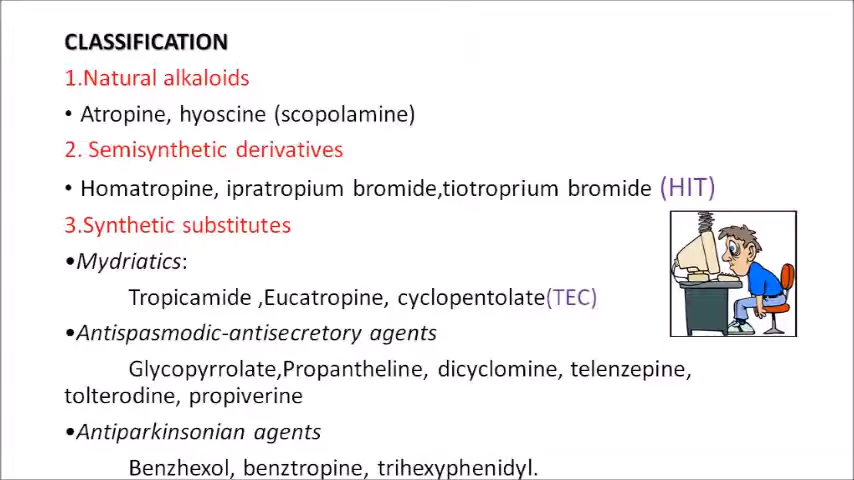 CLASSIFICATION
1.Natural alkaloids
• Atropine, hyoscine (scopolamine)
2. Semisynthetic derivatives
• Homatropine, ipratropium bromide,tiotroprium bromide (HIT)
3.Synthetic substitutes
•Mydriatics:
Tropicamide ,Eucatropine, cyclopentolate(TEC)
•Antispasmodic-antisecretory agents
Glycopyrrolate,Propantheline, dicyclomine, telenzepine,
tolterodine, propiverine
•Antiparkinsonian agents
Benzhexol, benztropine, trihexyphenidyl.